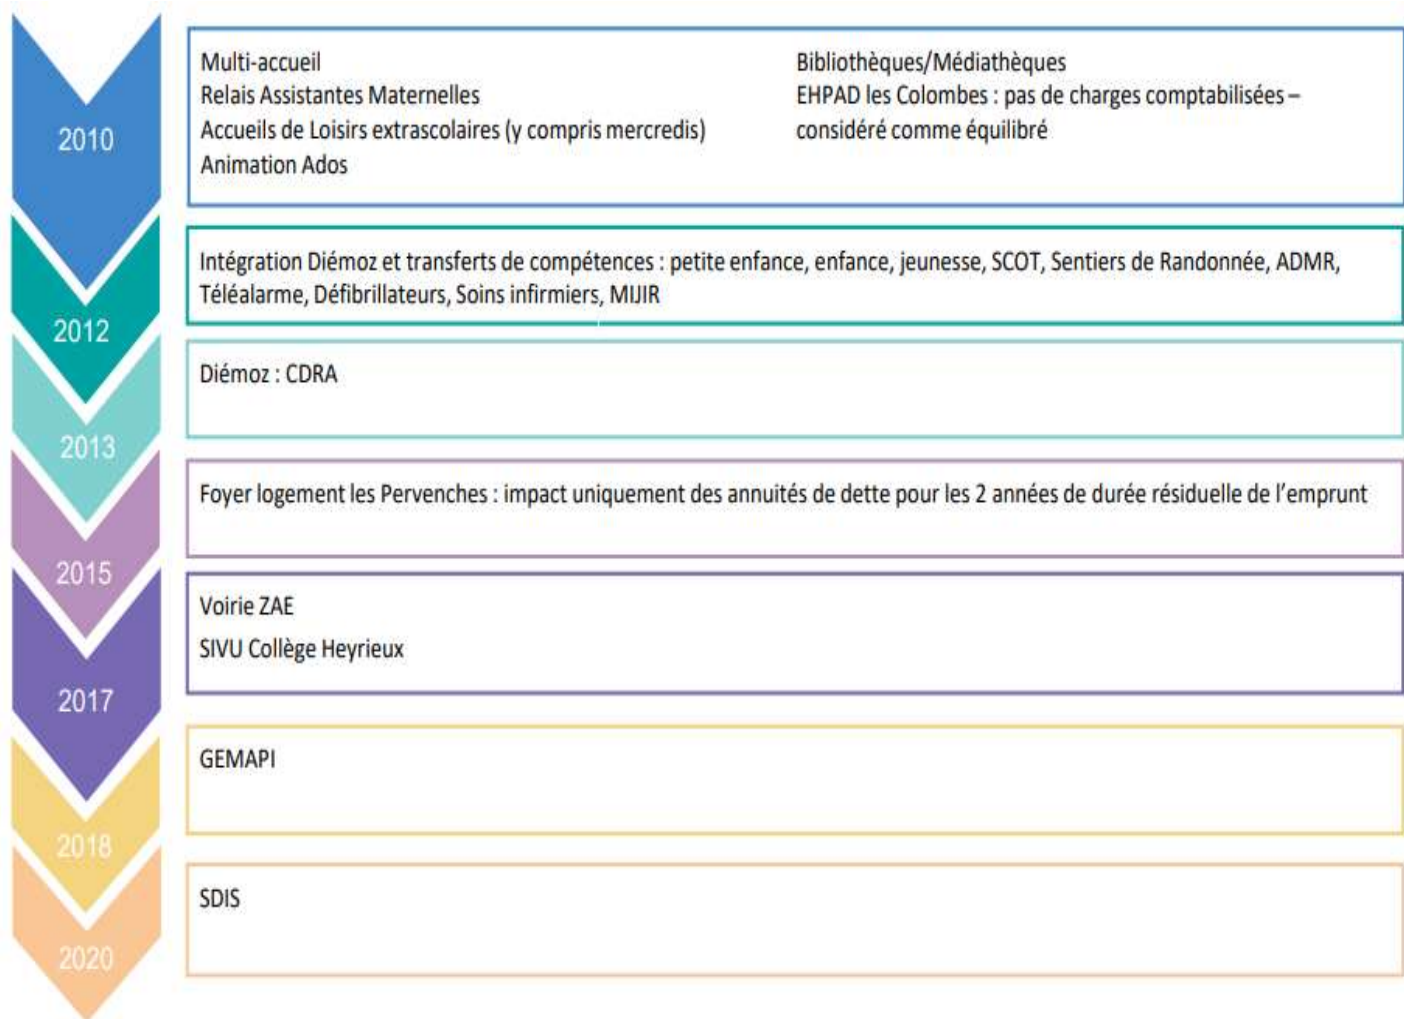 2010
Multi-accueil
Relais Assistantes Maternelles
Accueils de Loisirs extrascolaires (y compris mercredis)
Animation Ados
Bibliothèques/Médiathèques
EHPAD les Colombes : pas de charges comptabilisées –
considéré comme équilibré
2012
Intégration Diémoz et transferts de compétences : petite enfance, enfance, jeunesse, SCOT, Sentiers de Randonnée, ADMR,
Téléalarme, Défibrillateurs, Soins infirmiers, MIJIR
2013
Diémoz : CDRA
2015
Foyer logement les Pervenches : impact uniquement des annuités de dette pour les 2 années de durée résiduelle de l’emprunt
2017
Voirie ZAE
SIVU Collège Heyrieux
2018
GEMAPI
2020
SDIS